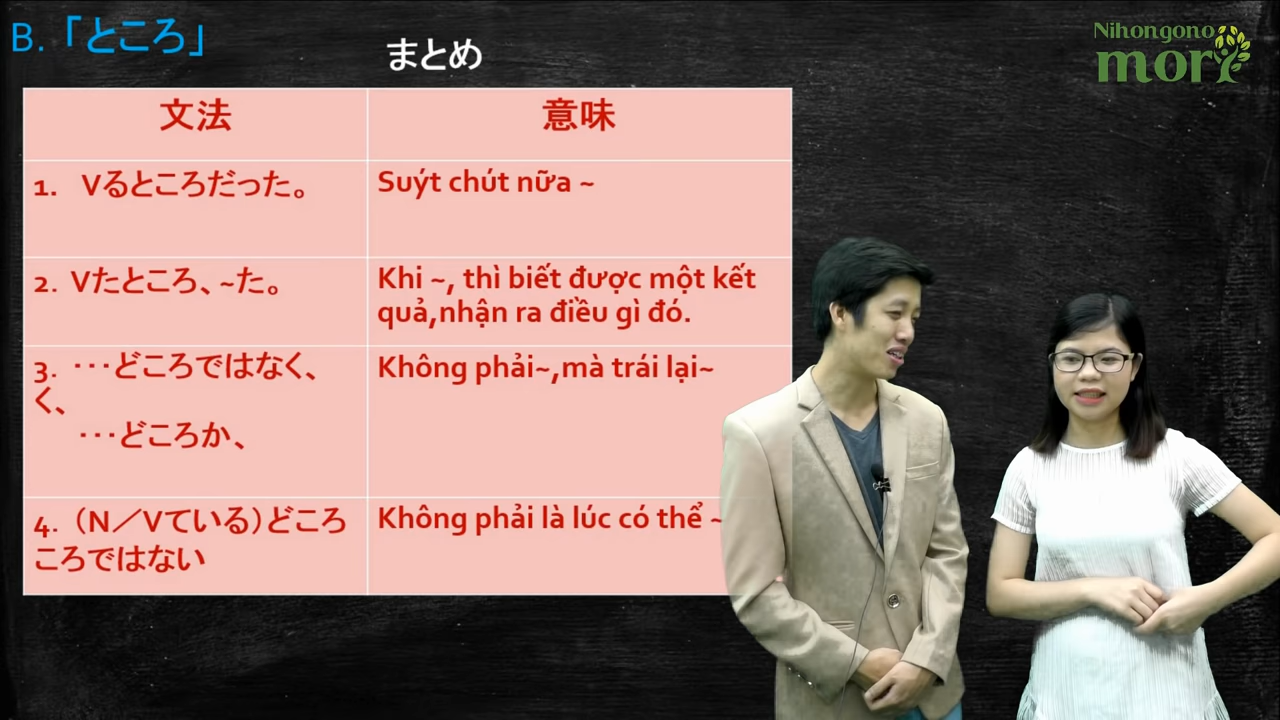 B. 「ところ」
まとめ
Nihongono
mori
文法
意味
1. Vるところだった。
Suýt chút nữa ~
2. Vたところ、~た。
Khi ~, thì biết được một kết
quả,nhận ra điều gì đó.
3. ···どころではなく、
く、
···どころか、
Không phải~,mà trái lại~
4. (N／Vている)どころ
ころではない
Không phải là lúc có thể ~